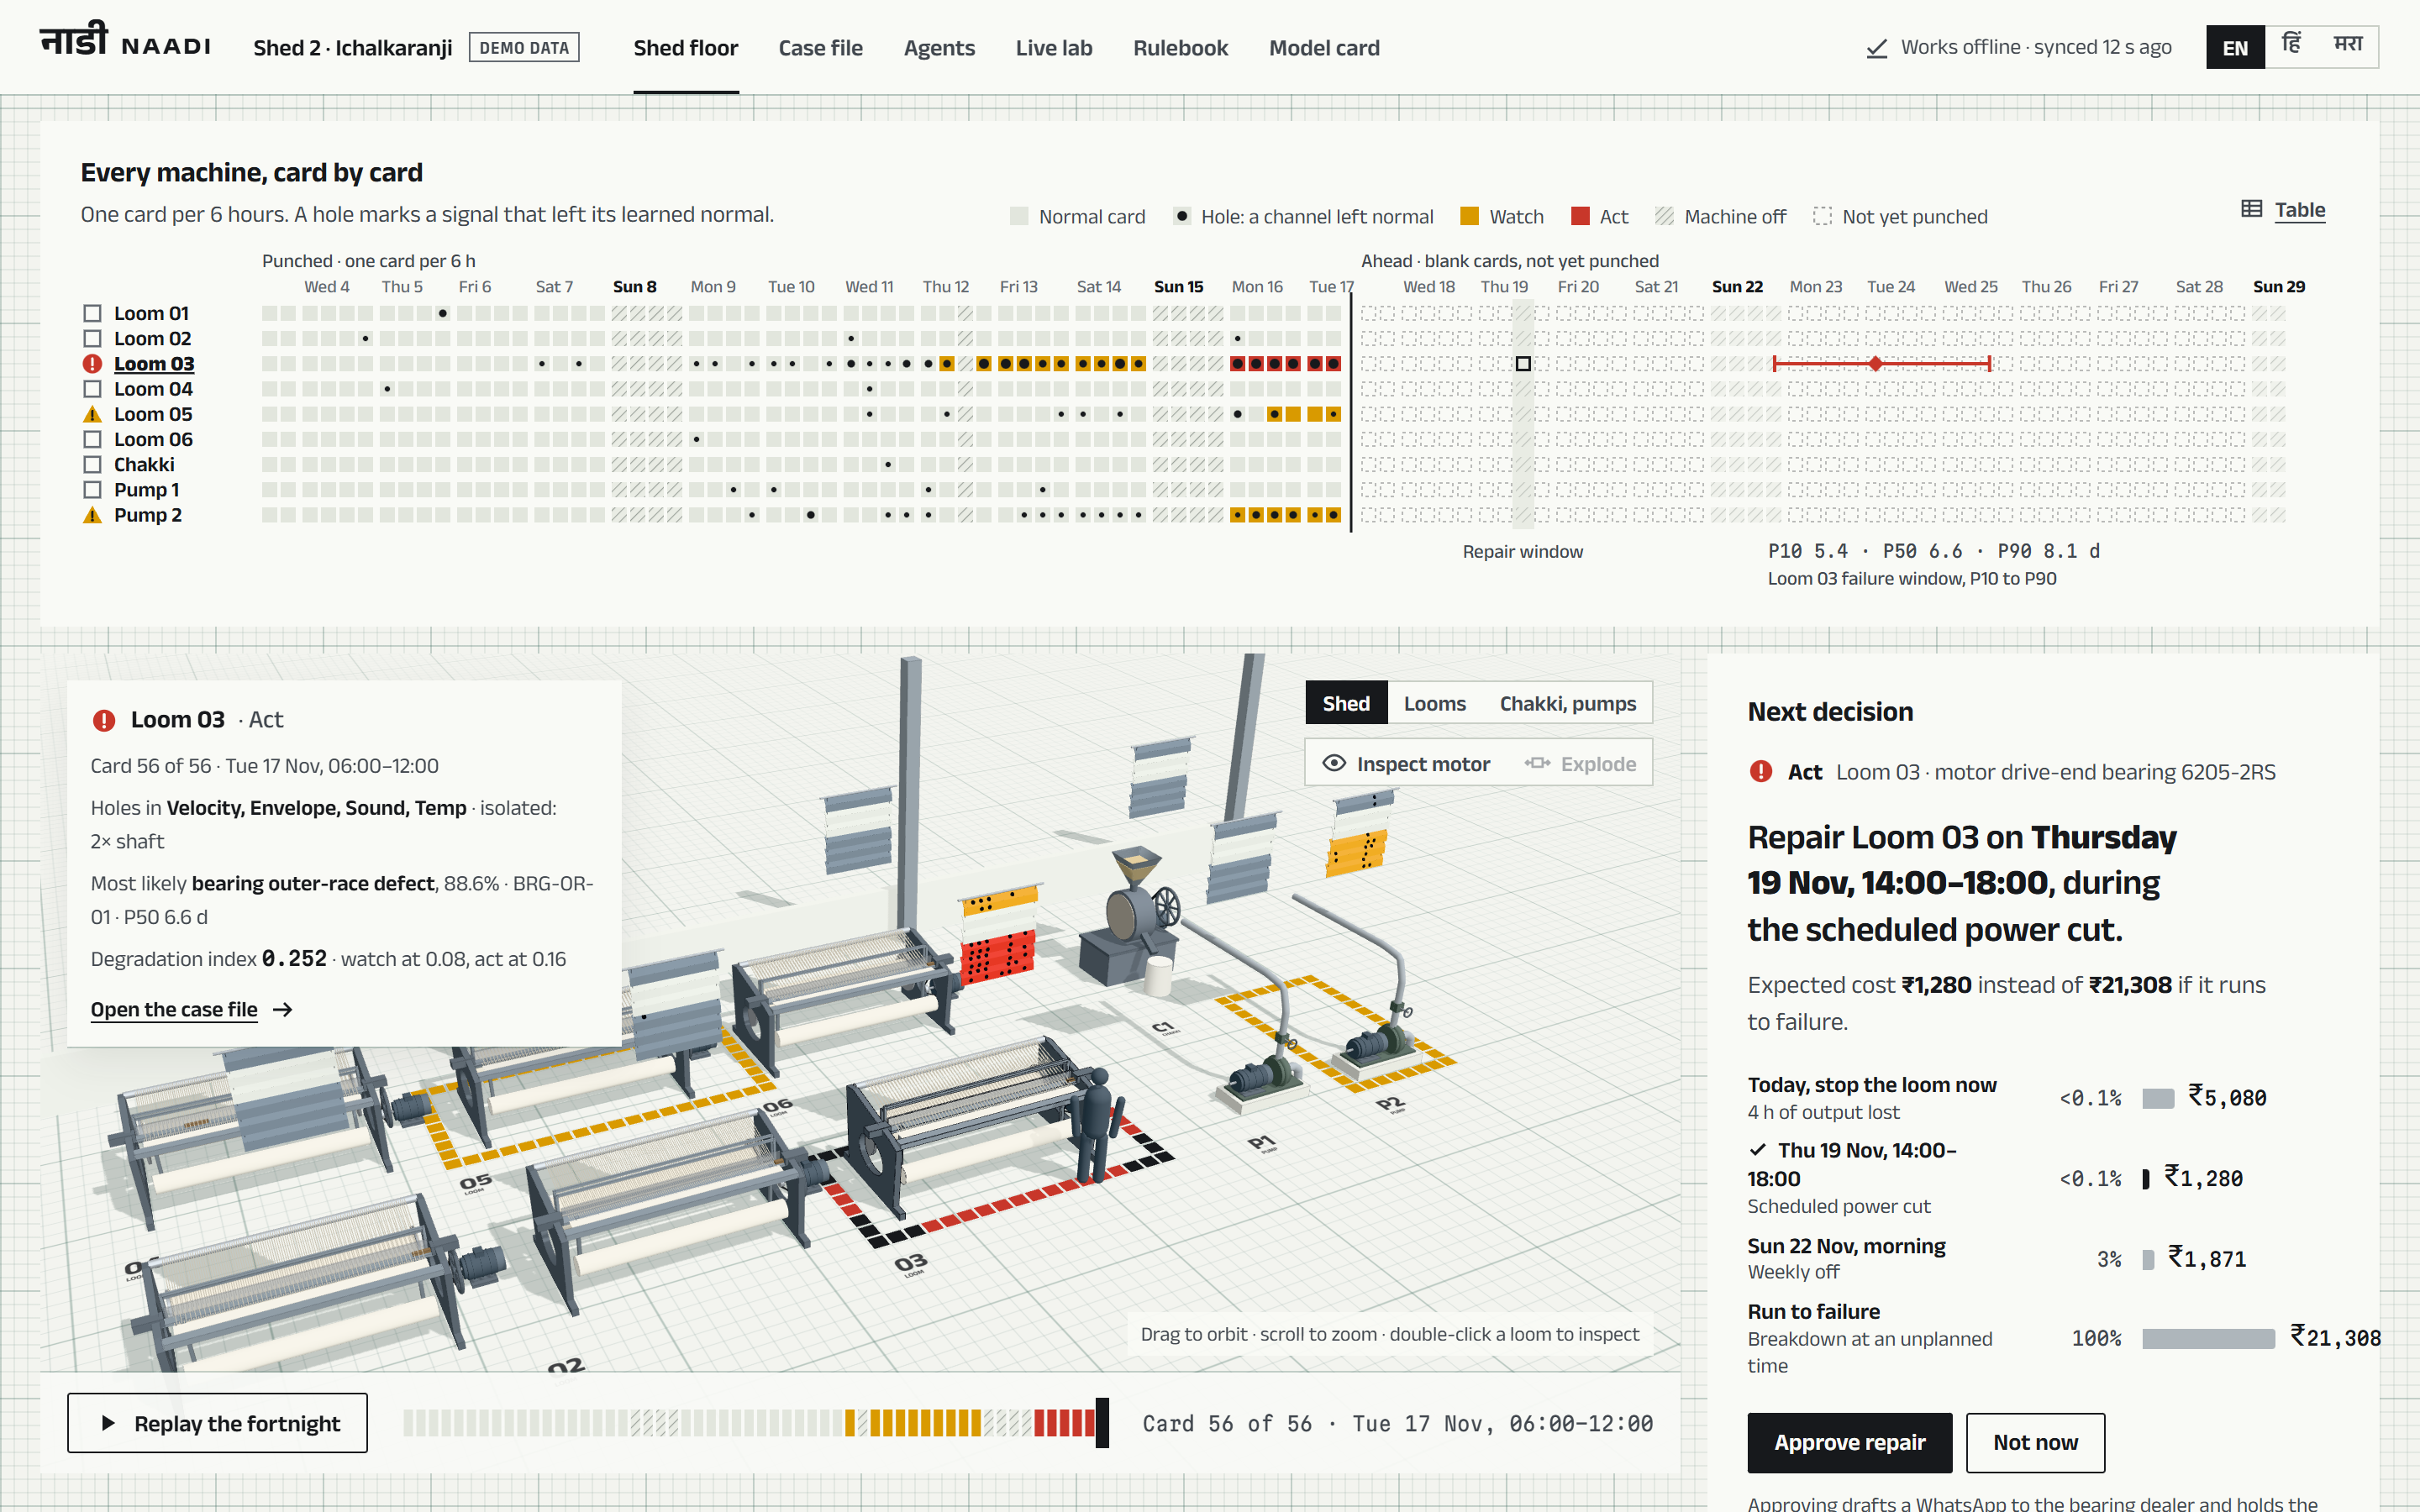 नाडी NAADI
Shed 2 · Ichalkaranji
DEMO DATA
Shed floor
Case file
Agents
Live lab
Rulebook
Model card
Works offline · synced 12 s ago
EN
हिं
मरा
Every machine, card by card
One card per 6 hours. A hole marks a signal that left its learned normal.
Normal card
Hole: a channel left normal
Watch
Act
Machine off
Not yet punched
Table
Punched · one card per 6 h
Ahead · blank cards, not yet punched
Wed 4 Thu 5 Fri 6 Sat 7 Sun 8 Mon 9 Tue 10 Wed 11 Thu 12 Fri 13 Sat 14 Sun 15 Mon 16 Tue 17 Wed 18 Thu 19 Fri 20 Sat 21 Sun 22 Mon 23 Tue 24 Wed 25 Thu 26 Fri 27 Sat 28 Sun 29
Loom 01
Loom 02
Loom 03
Loom 04
Loom 05
Loom 06
Chakki
Pump 1
Pump 2
Repair window
P10 5.4 · P50 6.6 · P90 8.1 d
Loom 03 failure window, P10 to P90
Loom 03 · Act
Card 56 of 56 · Tue 17 Nov, 06:00–12:00
Holes in Velocity, Envelope, Sound, Temp · isolated:
2× shaft
Most likely bearing outer-race defect, 88.6% · BRG-OR-
01 · P50 6.6 d
Degradation index 0.252 · watch at 0.08, act at 0.16
Open the case file →
Shed
Looms
Chakki, pumps
Inspect motor
Explode
C1
06
LOOM
P2
PUMP
P1
PUMP
05
LOOM
03
LOOM
02
Drag to orbit · scroll to zoom · double-click a loom to inspect
Replay the fortnight
Card 56 of 56 · Tue 17 Nov, 06:00–12:00
Next decision
Act Loom 03 · motor drive-end bearing 6205-2RS
Repair Loom 03 on Thursday
19 Nov, 14:00–18:00, during
the scheduled power cut.
Expected cost ₹1,280 instead of ₹21,308 if it runs
to failure.
Today, stop the loom now
4 h of output lost
<0.1% ₹5,080
Thu 19 Nov, 14:00–
18:00
Scheduled power cut
<0.1% ₹1,280
Sun 22 Nov, morning
Weekly off
3% ₹1,871
Run to failure
Breakdown at an unplanned
time
100% ₹21,308
Approve repair
Not now
Approving drafts a WhatsApp to the bearing dealer and holds the